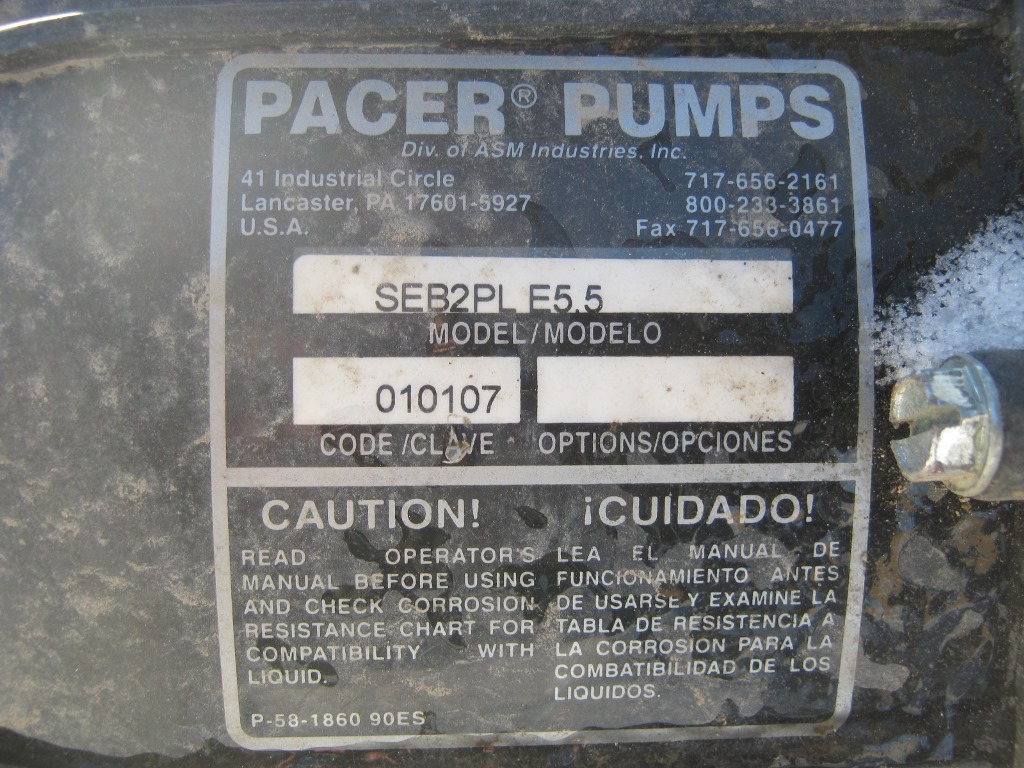 PACER® PUMPS
Div. of ASM Industries, Inc.
41 Industrial Circle 717-656-2161
Lancaster, PA 17601-5927 800-233-3861
U.S.A. Fax 717-656-0477
SEB2PL E5.5
MODEL/MODELO
010107
CODE/CLAVE OPTIONS/OPCIONES
CAUTION!
READ OPERATOR'S
MANUAL BEFORE USING
AND CHECK CORROSION
RESISTANCE CHART FOR
COMPATIBILITY WITH
LIQUID.
¡CUIDADO!
LEA EL MANUAL DE
FUNCIONAMIENTO ANTES
DE USARSE Y EXAMINE LA
TABLA DE RESISTENCIA A
LA CORROSION PARA LA
COMBATIBILIDAD DE LOS
LIQUIDOS.
P-58-1860 90ES